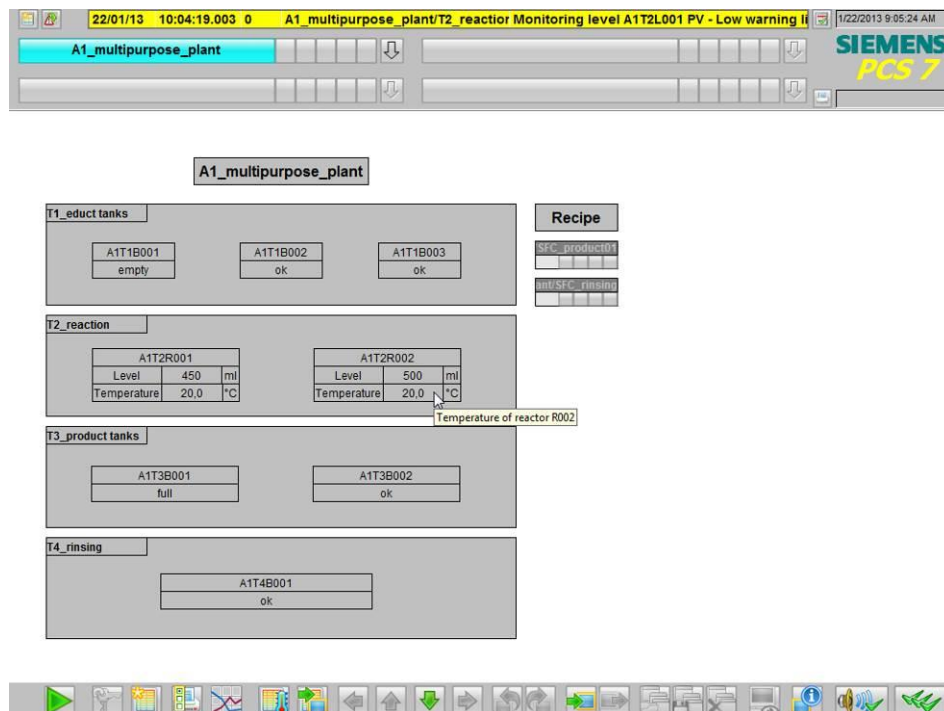 22/01/13 10:04:19.003 0 A1_multipurpose_plant/T2_reactior Monitoring level A1T2L001 PV - Low warning li
1/22/2013 9:05:24 AM
A1_multipurpose_plant
SIEMENS
PCS 7
A1_multipurpose_plant
T1_educt tanks
A1T1B001 A1T1B002 A1T1B003
empty ok ok
Recipe
SFC_product01
ant/SFC_rinsing
T2_reaction
A1T2R001 A1T2R002
Level 450 ml Level 500 ml
Temperature 20,0 °C Temperature 20,0 °C
Temperature of reactor R002
T3_product tanks
A1T3B001 A1T3B002
full ok
T4_rinsing
A1T4B001
ok